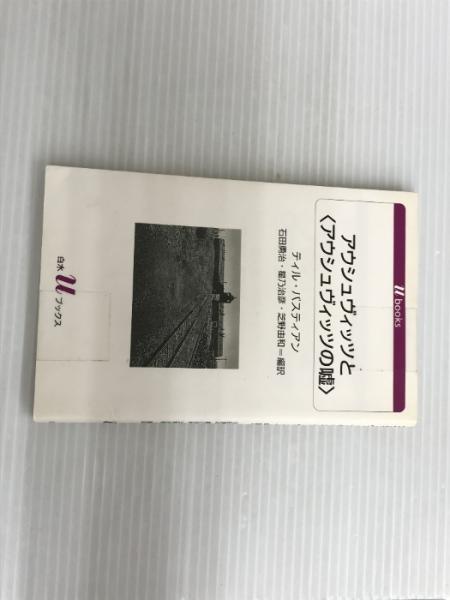 u books
アウシュヴィッツと
〈アウシュヴィッツの嘘〉
ティル・バスティアン
石田勇治・星乃治彦・芝野由和＝編訳
白水
u
ブックス